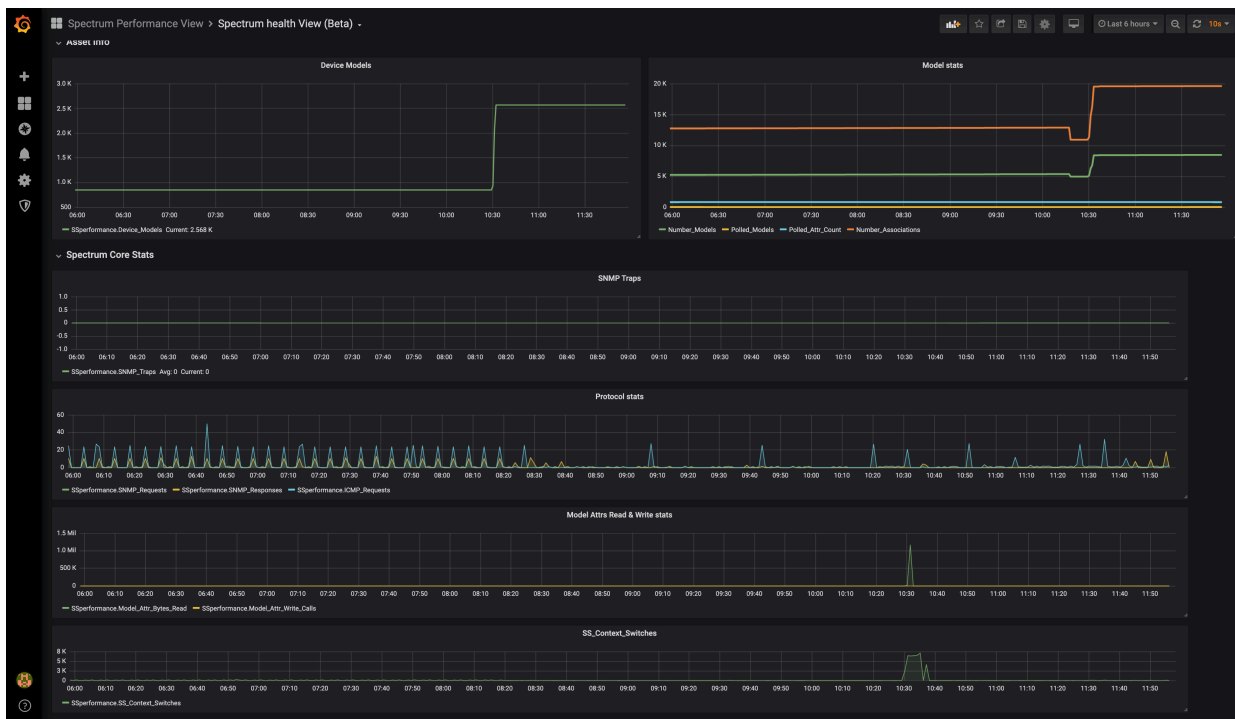 Spectrum Performance View > Spectrum health View (Beta)
Last 6 hours
10s
Asset Info
Device Models
3.0 K
2.5 K
2.0 K
1.5 K
1.0 K
500
06:00 06:30 07:00 07:30 08:00 08:30 09:00 09:30 10:00 10:30 11:00 11:30
SSperformance.Device_Models Current: 2.568 K
Model stats
20 K
15 K
10 K
5 K
0
06:00 06:30 07:00 07:30 08:00 08:30 09:00 09:30 10:00 10:30 11:00 11:30
Number_Models Polled_Models Polled_Attr_Count Number_Associations
Spectrum Core Stats
SNMP Traps
1.0
0.5
0
-0.5
-1.0
06:00 06:10 06:20 06:30 06:40 06:50 07:00 07:10 07:20 07:30 07:40 07:50 08:00 08:10 08:20 08:30 08:40 08:50 09:00 09:10 09:20 09:30 09:40 09:50 10:00 10:10 10:20 10:30 10:40 10:50 11:00 11:10 11:20 11:30 11:40 11:50
SSperformance.SNMP_Traps Avg: 0 Current: 0
Protocol stats
60
40
20
0
06:00 06:10 06:20 06:30 06:40 06:50 07:00 07:10 07:20 07:30 07:40 07:50 08:00 08:10 08:20 08:30 08:40 08:50 09:00 09:10 09:20 09:30 09:40 09:50 10:00 10:10 10:20 10:30 10:40 10:50 11:00 11:10 11:20 11:30 11:40 11:50
SSperformance.SNMP_Requests SSperformance.SNMP_Responses SSperformance.ICMP_Requests
Model Attrs Read & Write stats
1.5 Mil
1.0 Mil
500 K
0
06:00 06:10 06:20 06:30 06:40 06:50 07:00 07:10 07:20 07:30 07:40 07:50 08:00 08:10 08:20 08:30 08:40 08:50 09:00 09:10 09:20 09:30 09:40 09:50 10:00 10:10 10:20 10:30 10:40 10:50 11:00 11:10 11:20 11:30 11:40 11:50
SSperformance.Model_Attr_Bytes_Read SSperformance.Model_Attr_Write_Calls
SS_Context_Switches
8 K
5 K
3 K
0
06:00 06:10 06:20 06:30 06:40 06:50 07:00 07:10 07:20 07:30 07:40 07:50 08:00 08:10 08:20 08:30 08:40 08:50 09:00 09:10 09:20 09:30 09:40 09:50 10:00 10:10 10:20 10:30 10:40 10:50 11:00 11:10 11:20 11:30 11:40 11:50
SSperformance.SS_Context_Switches